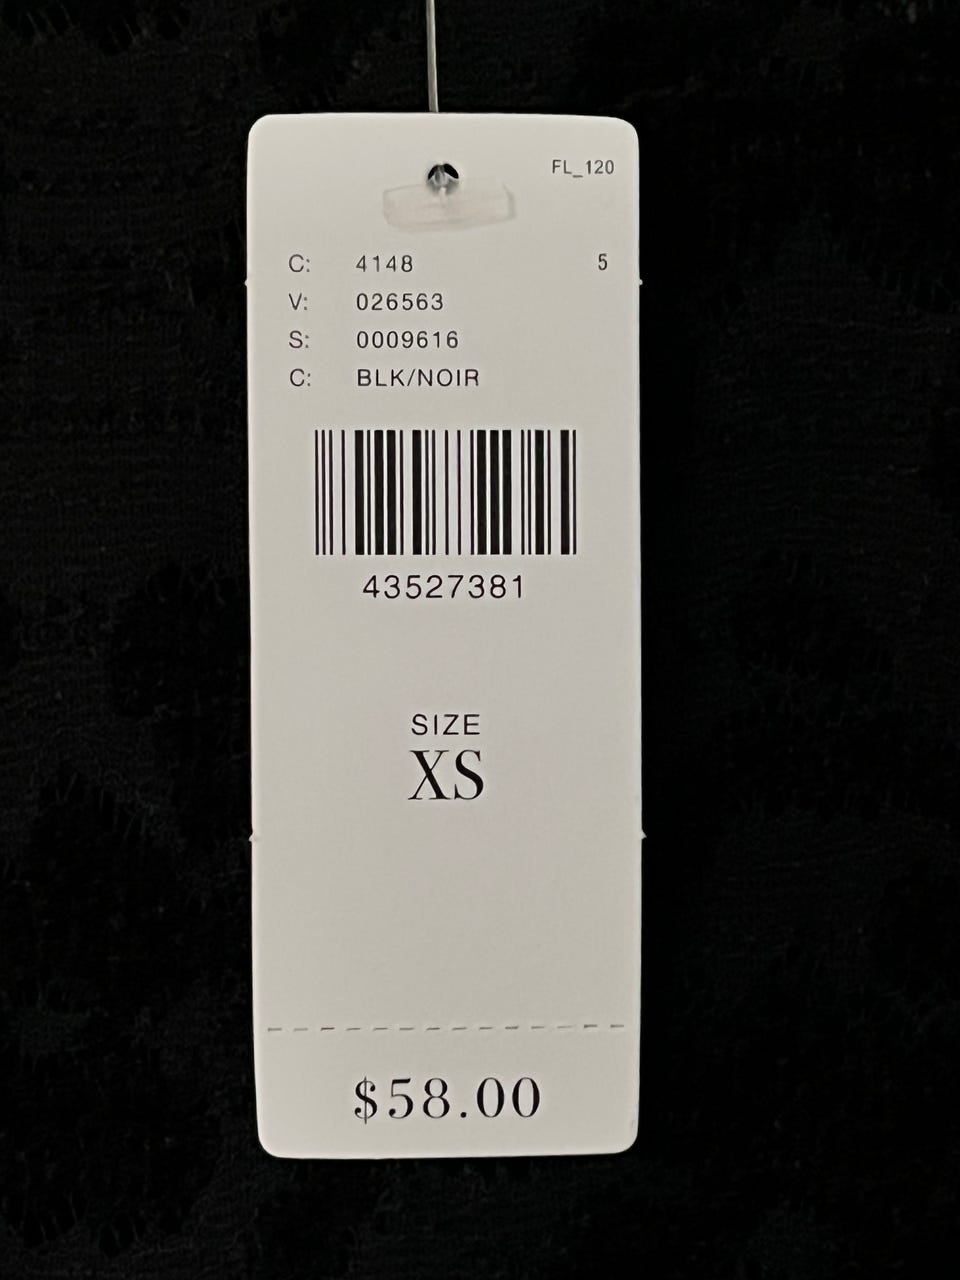 FL_120
C: 4148 5
V: 026563
S: 0009616
C: BLK/NOIR
43527381
SIZE
XS
$58.00